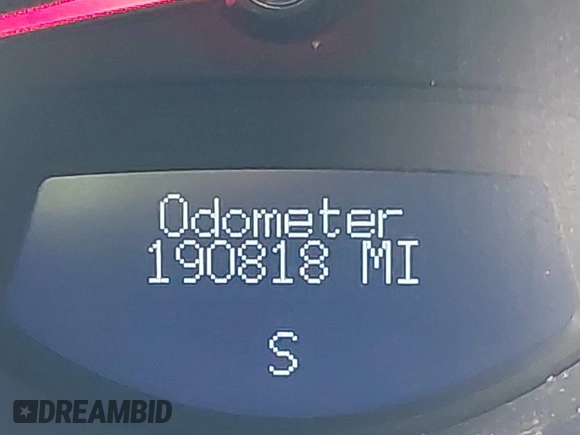 Odometer
190818 MI
S
DREAMBID